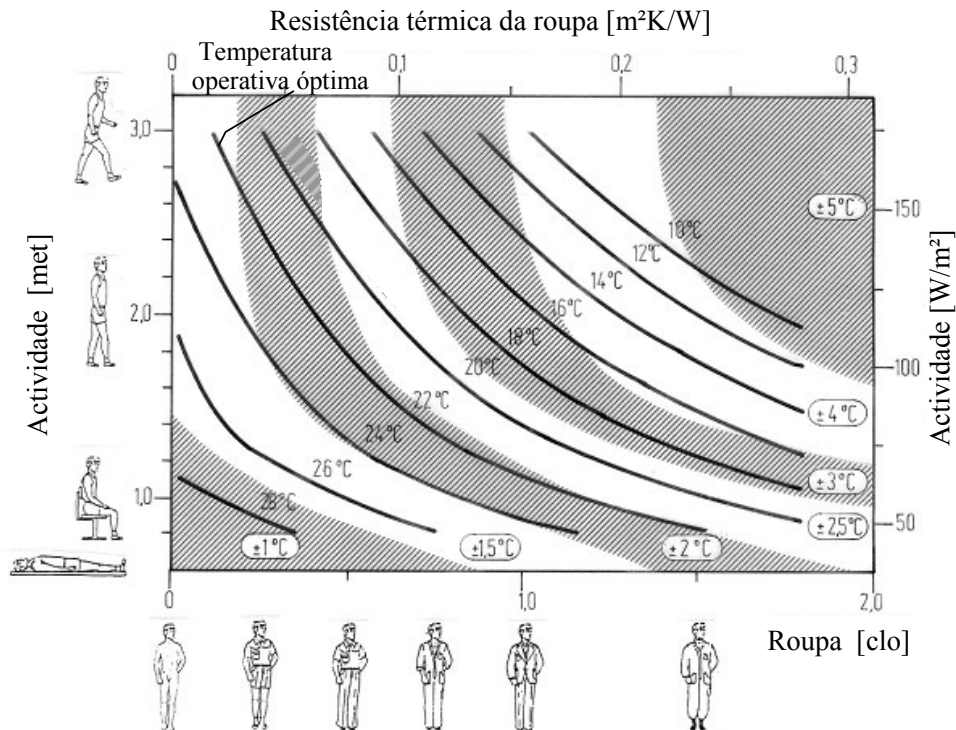 Resistência térmica da roupa [m²K/W]
0 0,1 0,2 0,3
Temperatura
operativa óptima
Actividade [met]
3,0
2,0
1,0
Actividade [W/m²]
150
100
50
10°C
12°C
14°C
16°C
18°C
20°C
22°C
24°C
26°C
28°C
±5°C
±4°C
±3°C
±2,5°C
±1°C ±1,5°C ±2°C
0 1,0 2,0
Roupa [clo]